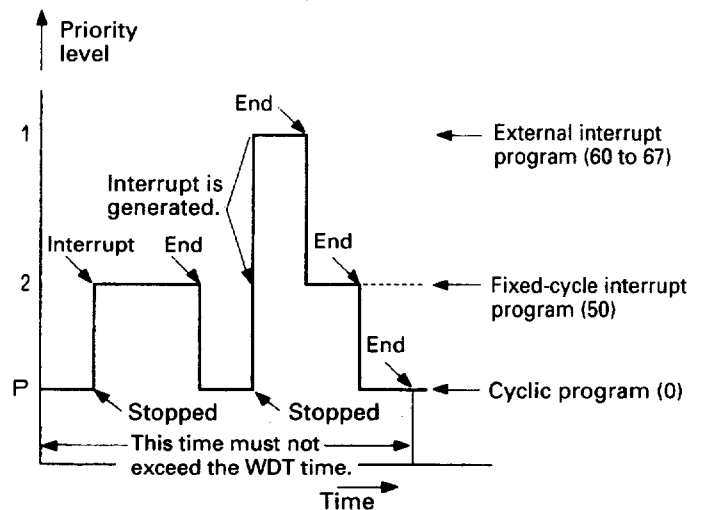 Priority
level
End
1
External interrupt
program (60 to 67)
Interrupt is
generated.
Interrupt
End
End
2
Fixed-cycle interrupt
program (50)
End
P
Cyclic program (0)
Stopped
Stopped
This time must not
exceed the WDT time.
Time